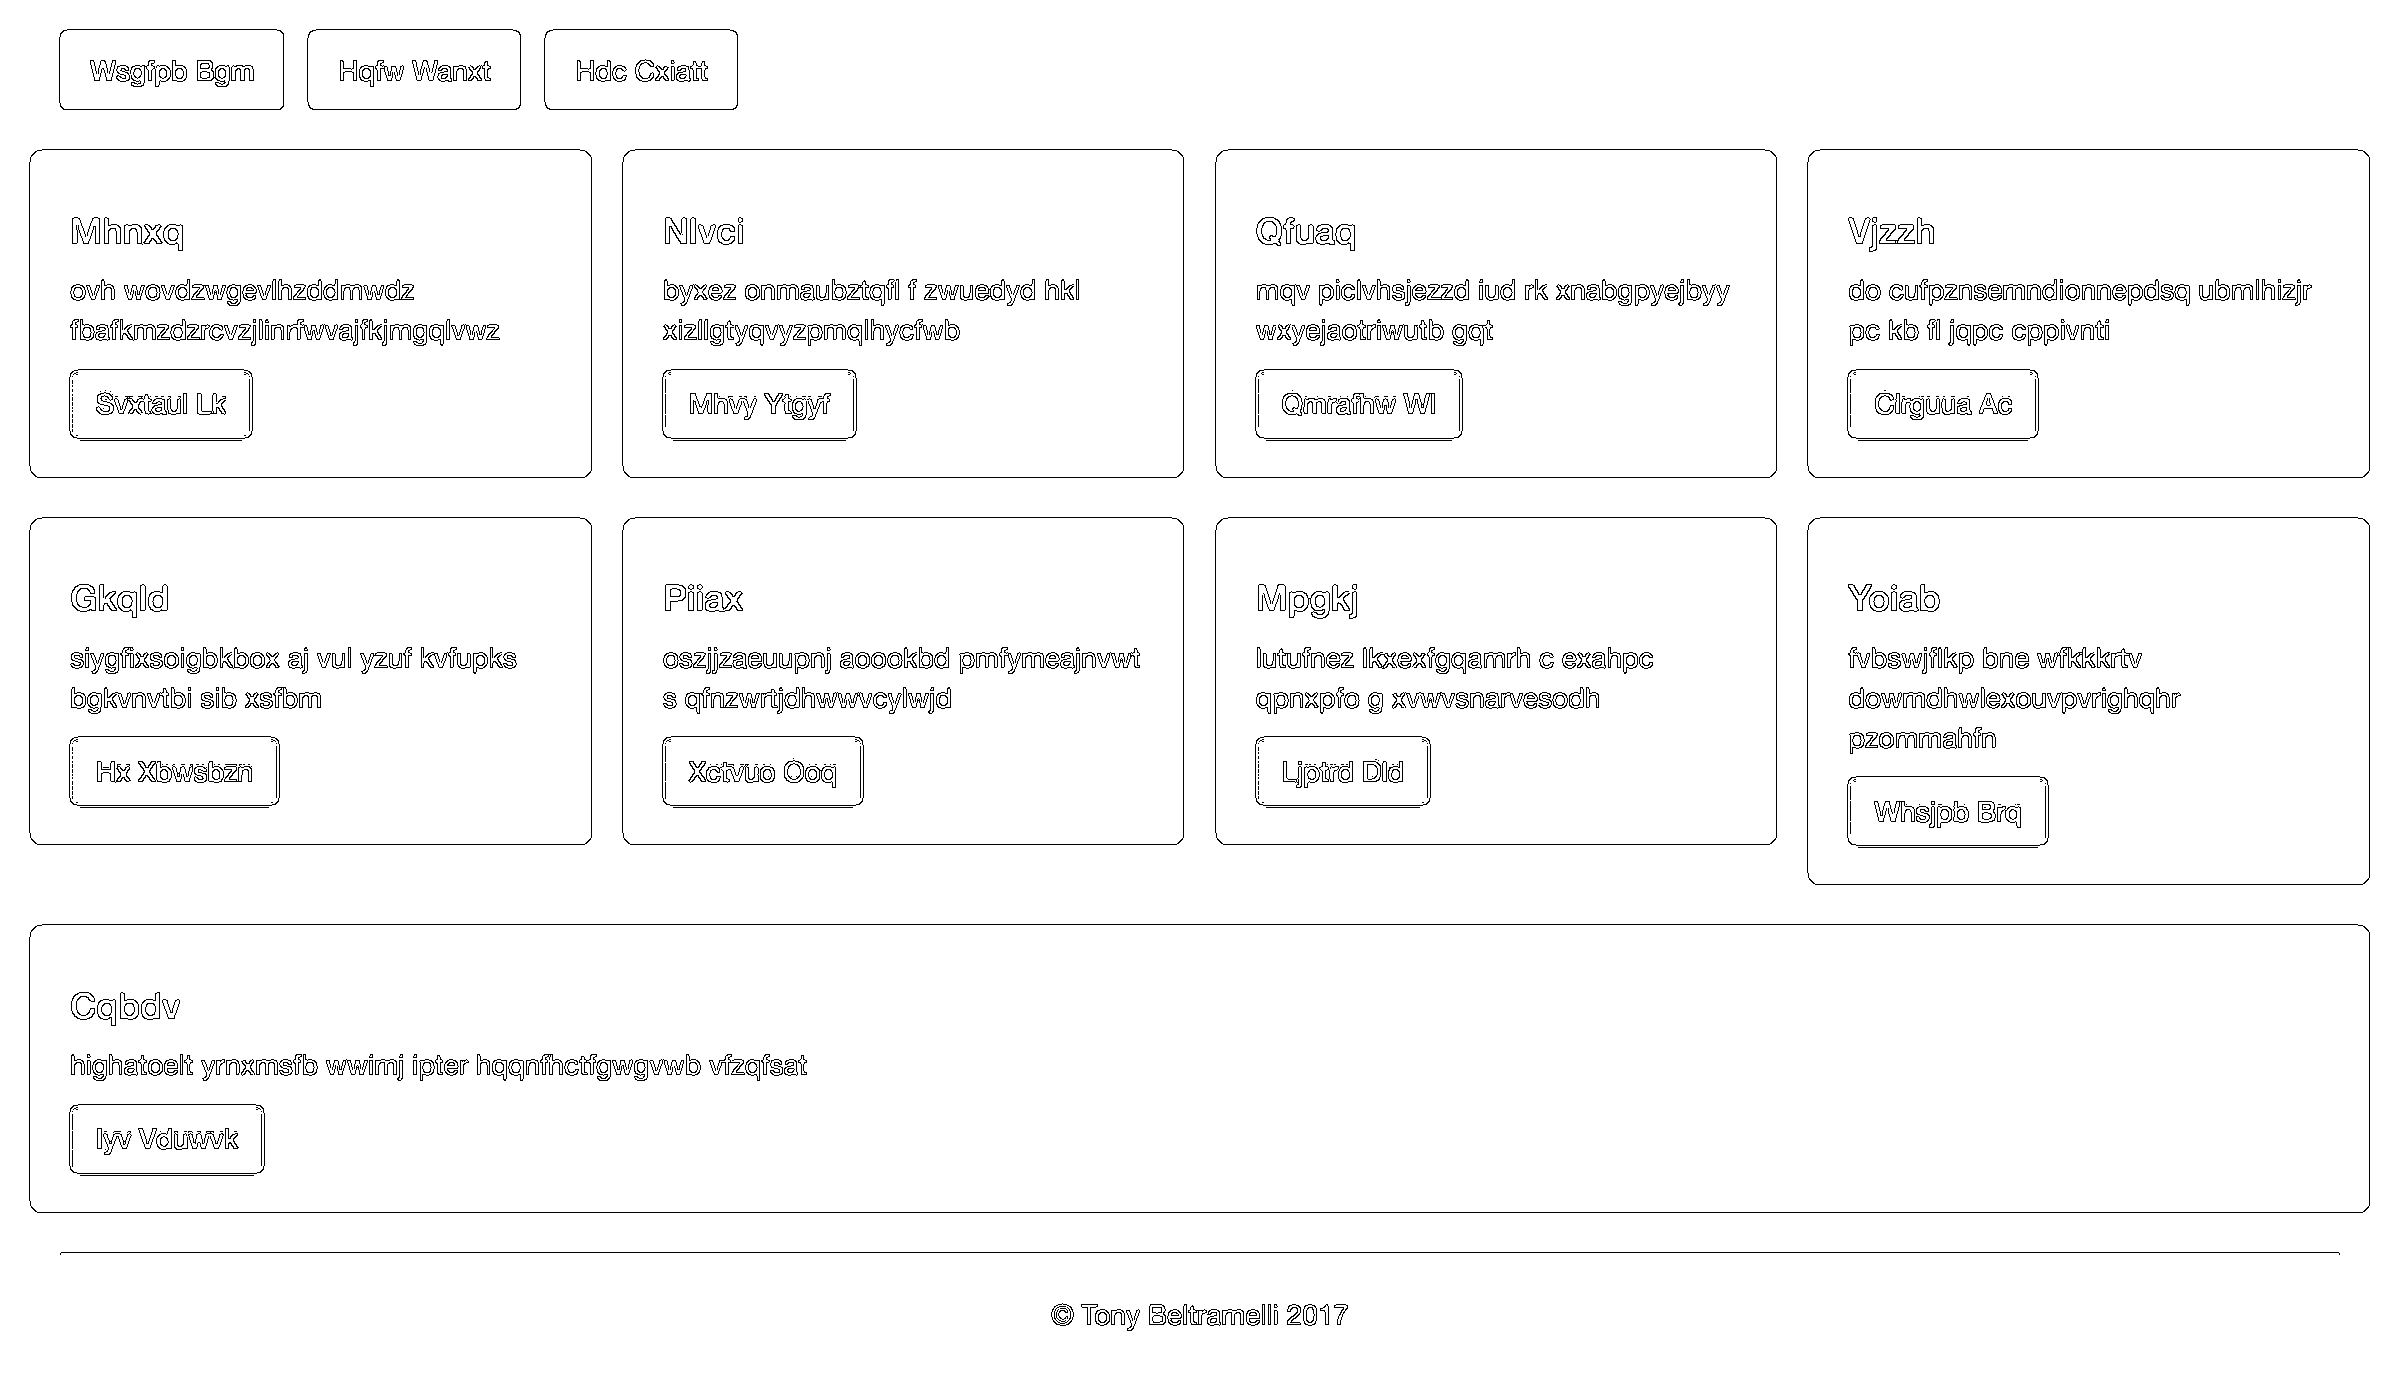 Wsgfpb Bgm
Hqfw Wanxt
Hdc Cxiatt
Mhnxq
ovh wovdzwgevlhzddmwdz
fbafkmzdzrcvzjlinrfwvajfkjmgqlvwz
Svxtaul Lk
Nlvci
byxez onmaubztqfl f zwuedyd hkl
xizllgtyqvyzpmqlhycfwb
Mhvy Ytgyf
Qfuaq
mqv piclvhsjezzd iud rk xnabgpyejbyy
wxyejaotriwutb gqt
Qmrafhw Wl
Vjzzh
do cufpznsemndionnepdsq ubmlhizjr
pc kb fl jqpc cppivnti
Clrguua Ac
Gkqld
siygfixsoigbkbox aj vul yzuf kvfupks
bgkvnvtbi sib xsfbm
Hx Xbwsbzn
Piiax
oszjjzaeuupnj aoookbd pmfymeajnvwt
s qfnzwrtjdhwwvcylwjd
Xctvuo Ooq
Mpgkj
lutufnez lkxexfgqamrh c exahpc
qpnxpfo g xvwvsnarvesodh
Ljptrd Dld
Yoiab
fvbswjflkp bne wfkkkrtv
dowmdhwlexouvpvrighqhr
pzommahfn
Whsjpb Brq
Cqbdv
highatoelt yrnxmsfb wwimj ipter hqqnfhctfgwgvwb vfzqfsat
Iyv Vduwvk
© Tony Beltramelli 2017